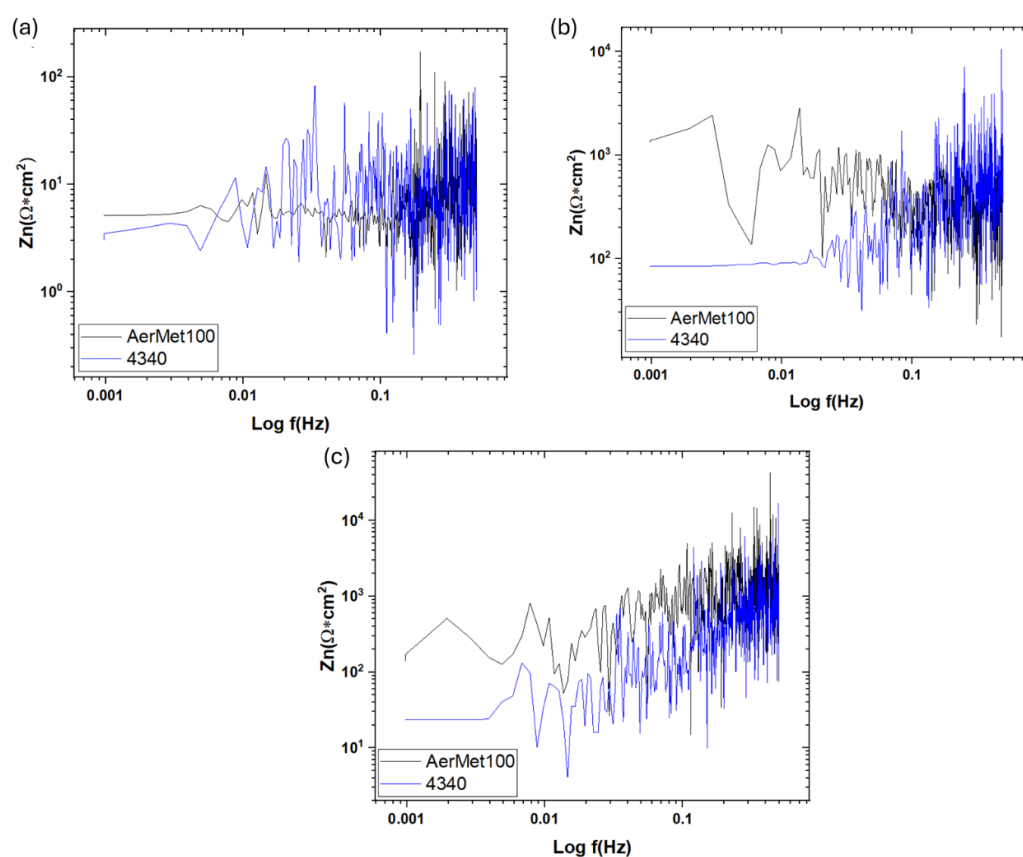 (a)
Zn(Ω*cm²)
10²
10¹
10⁰
AerMet100
4340
0.001
0.01
0.1
Log f(Hz)
(b)
Zn(Ω*cm²)
10⁴
10³
10²
AerMet100
4340
0.001
0.01
0.1
Log f(Hz)
(c)
Zn(Ω*cm²)
10⁴
10³
10²
10¹
AerMet100
4340
0.001
0.01
0.1
Log f(Hz)